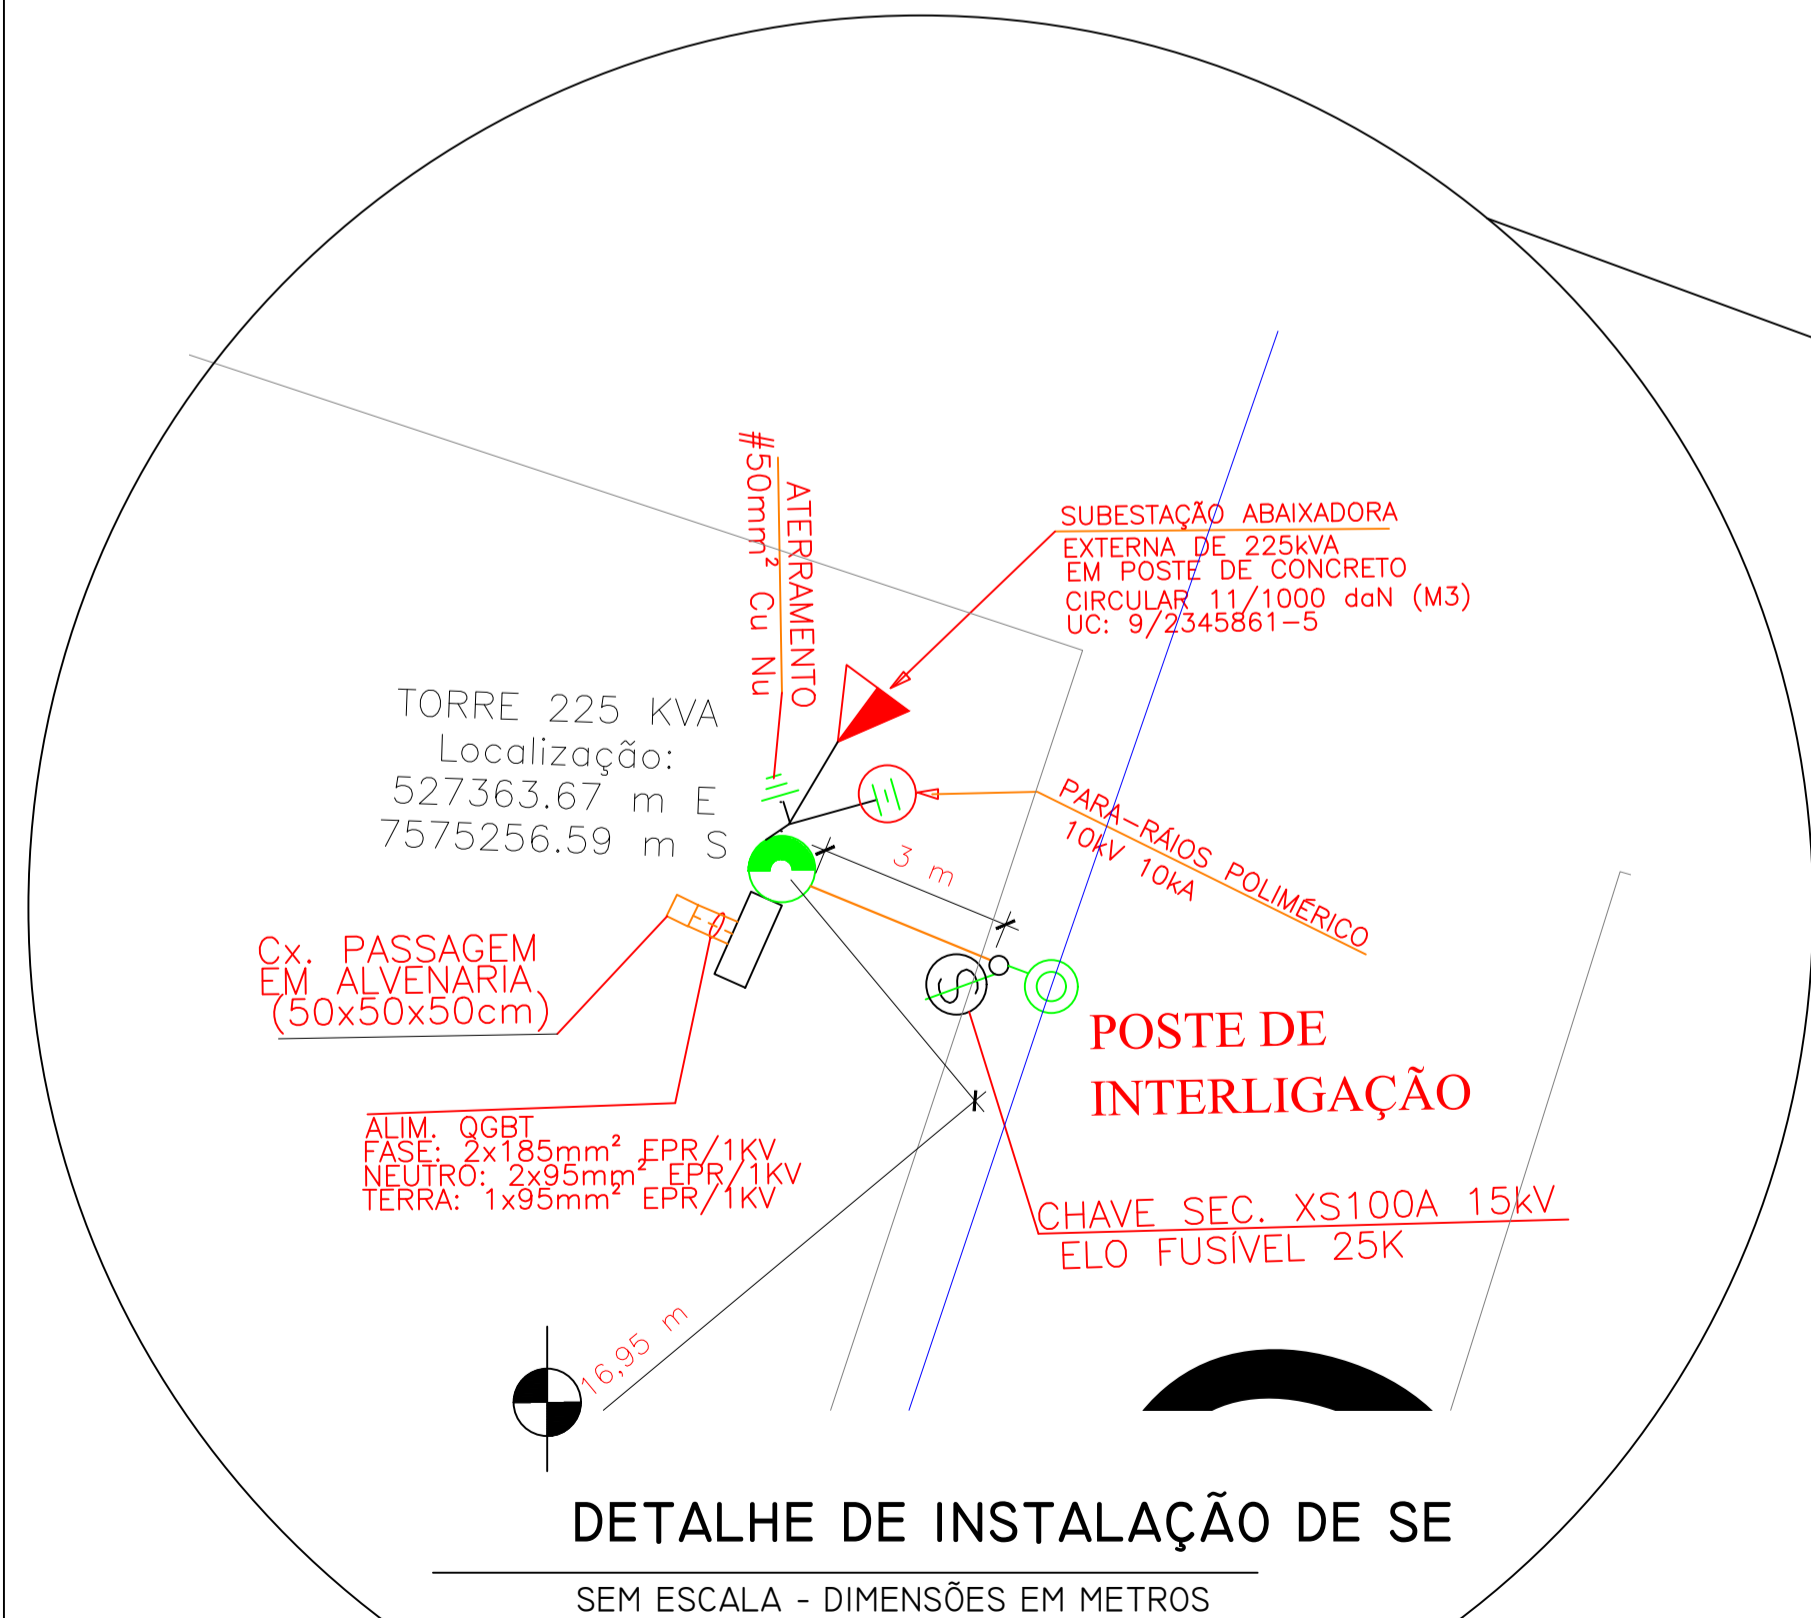 #50mm² Cu Nu
ATERRAMENTO
SUBESTAÇÃO ABAIXADORA
EXTERNA DE 225kVA
EM POSTE DE CONCRETO
CIRCULAR 11/1000 daN (M3)
UC: 9/2345861-5
TORRE 225 KVA
Localização:
527363.67 m E
7575256.59 m S
PARA-RÁIOS POLIMÉRICO
10kV 10kA
3 m
Cx. PASSAGEM
EM ALVENARIA
(50x50x50cm)
S
POSTE DE
INTERLIGAÇÃO
ALIM. QGBT
FASE: 2x185mm² EPR/1KV
NEUTRO: 2x95mm² EPR/1KV
TERRA: 1x95mm² EPR/1KV
CHAVE SEC. XS100A 15kV
ELO FUSÍVEL 25K
16,95 m
DETALHE DE INSTALAÇÃO DE SE
SEM ESCALA - DIMENSÕES EM METROS